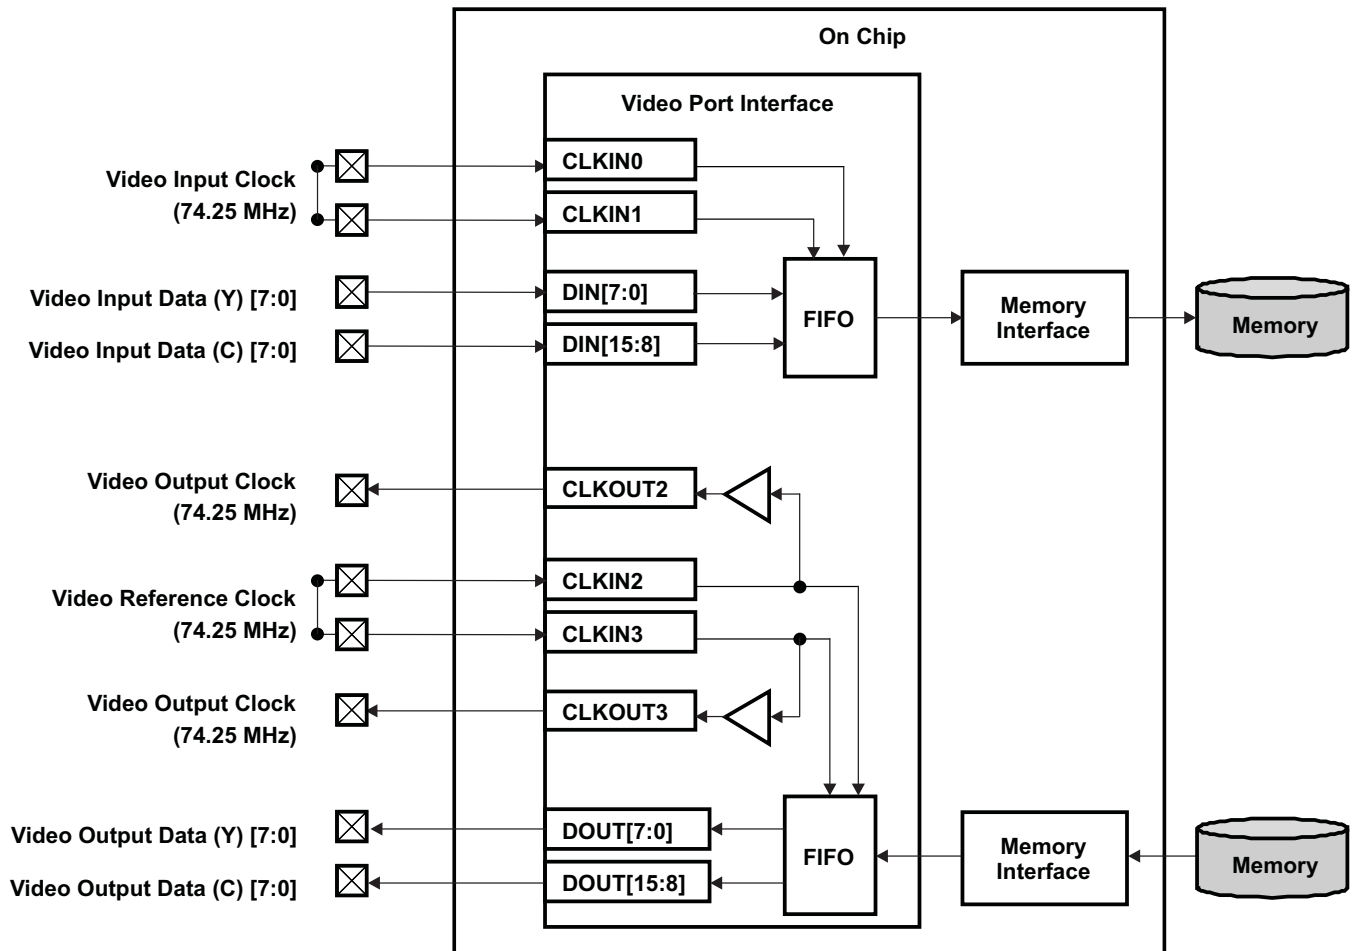 On Chip
Video Port Interface
CLKIN0
Video Input Clock
(74.25 MHz)
CLKIN1
Video Input Data (Y) [7:0]
DIN[7:0]
FIFO
Memory
Interface
Memory
Video Input Data (C) [7:0]
DIN[15:8]
Video Output Clock
(74.25 MHz)
CLKOUT2
CLKIN2
Video Reference Clock
(74.25 MHz)
CLKIN3
Video Output Clock
(74.25 MHz)
CLKOUT3
Video Output Data (Y) [7:0]
DOUT[7:0]
FIFO
Memory
Interface
Memory
Video Output Data (C) [7:0]
DOUT[15:8]